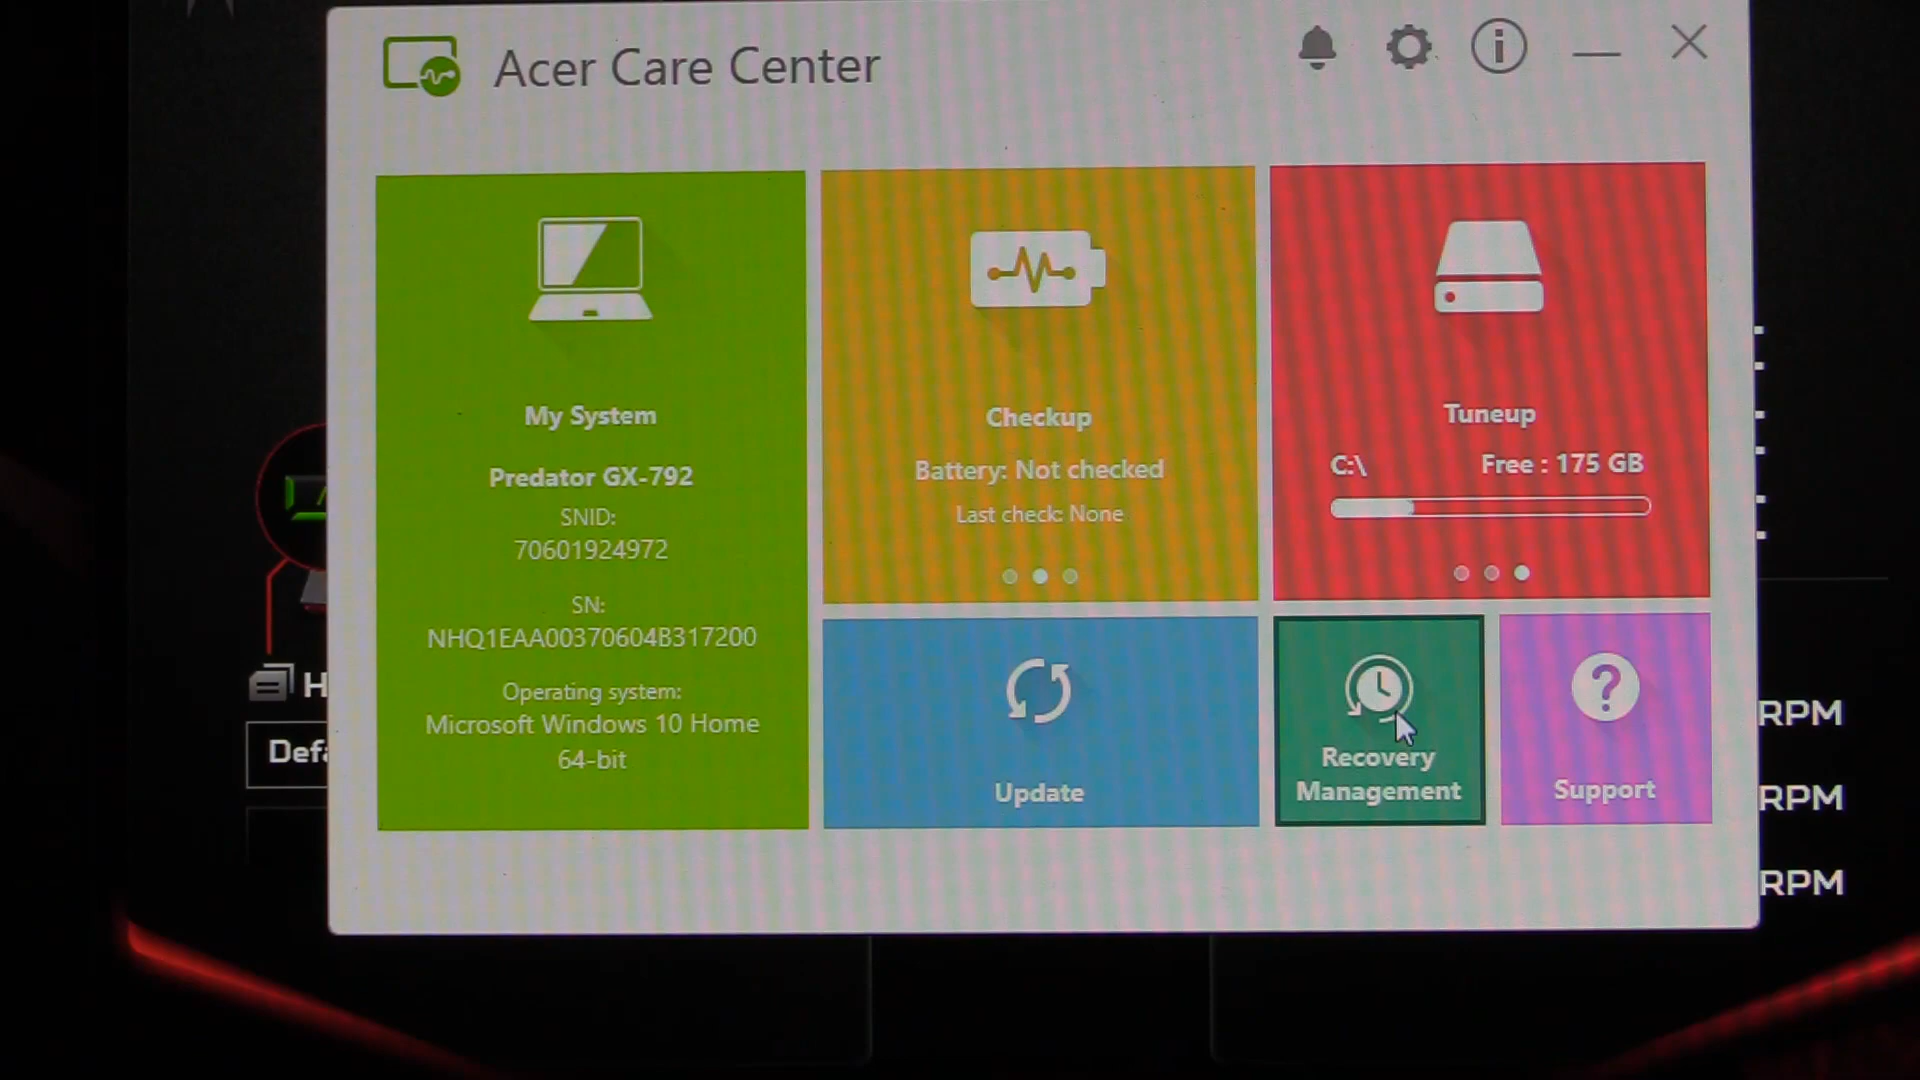 Acer Care Center
My System
Predator GX-792
SNID:
70601924972
SN:
NHQ1EAA00370604B317200
Operating system:
Microsoft Windows 10 Home
64-bit
Checkup
Battery: Not checked
Last check: None
Tuneup
C:\ Free : 175 GB
Update
Recovery
Management
Support
H
Defa
RPM
RPM
RPM